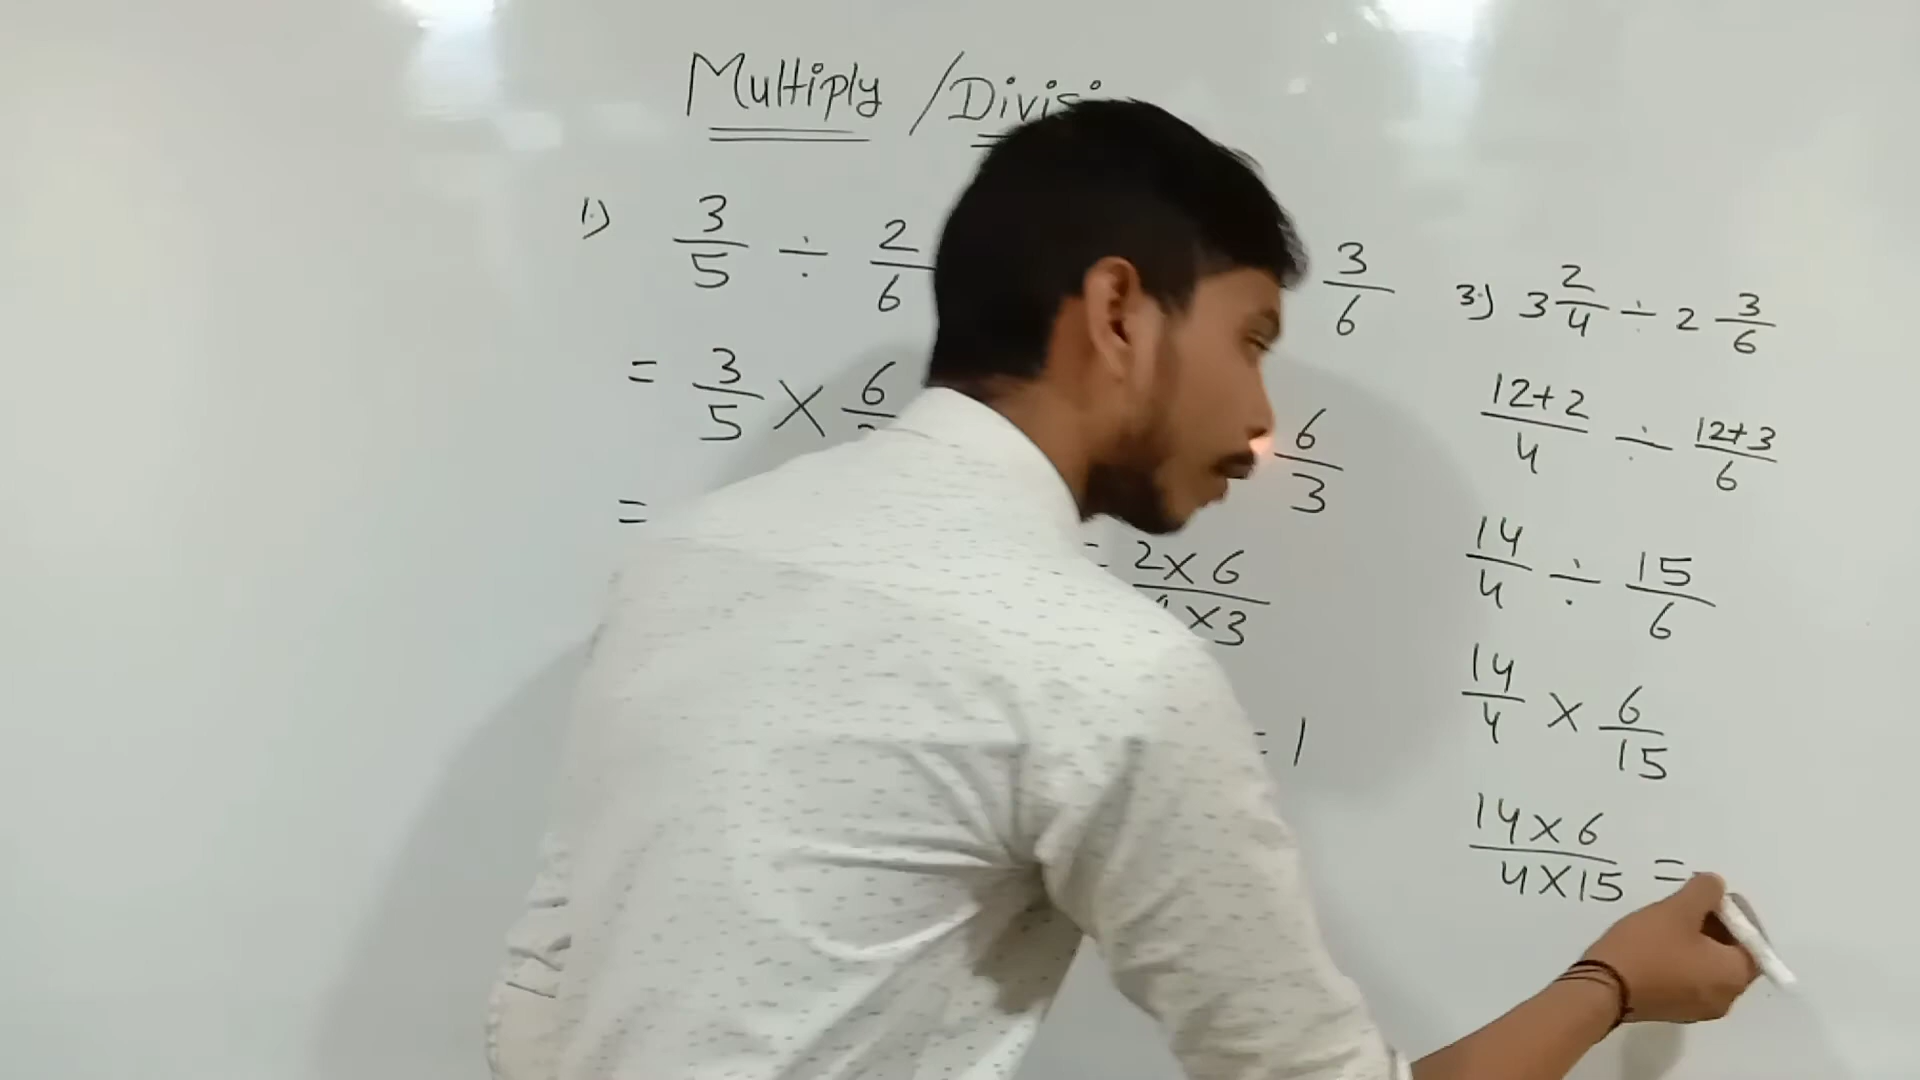 Multiply / Divisi
1.) 3/5 ÷ 2/6
= 3/5 × 6/
=
3/6
6/3
= 2×6/ ×3
= 1
3.) 3 2/4 ÷ 2 3/6
12+2/4 ÷ 12+3/6
14/4 ÷ 15/6
14/4 × 6/15
14×6/4×15 =